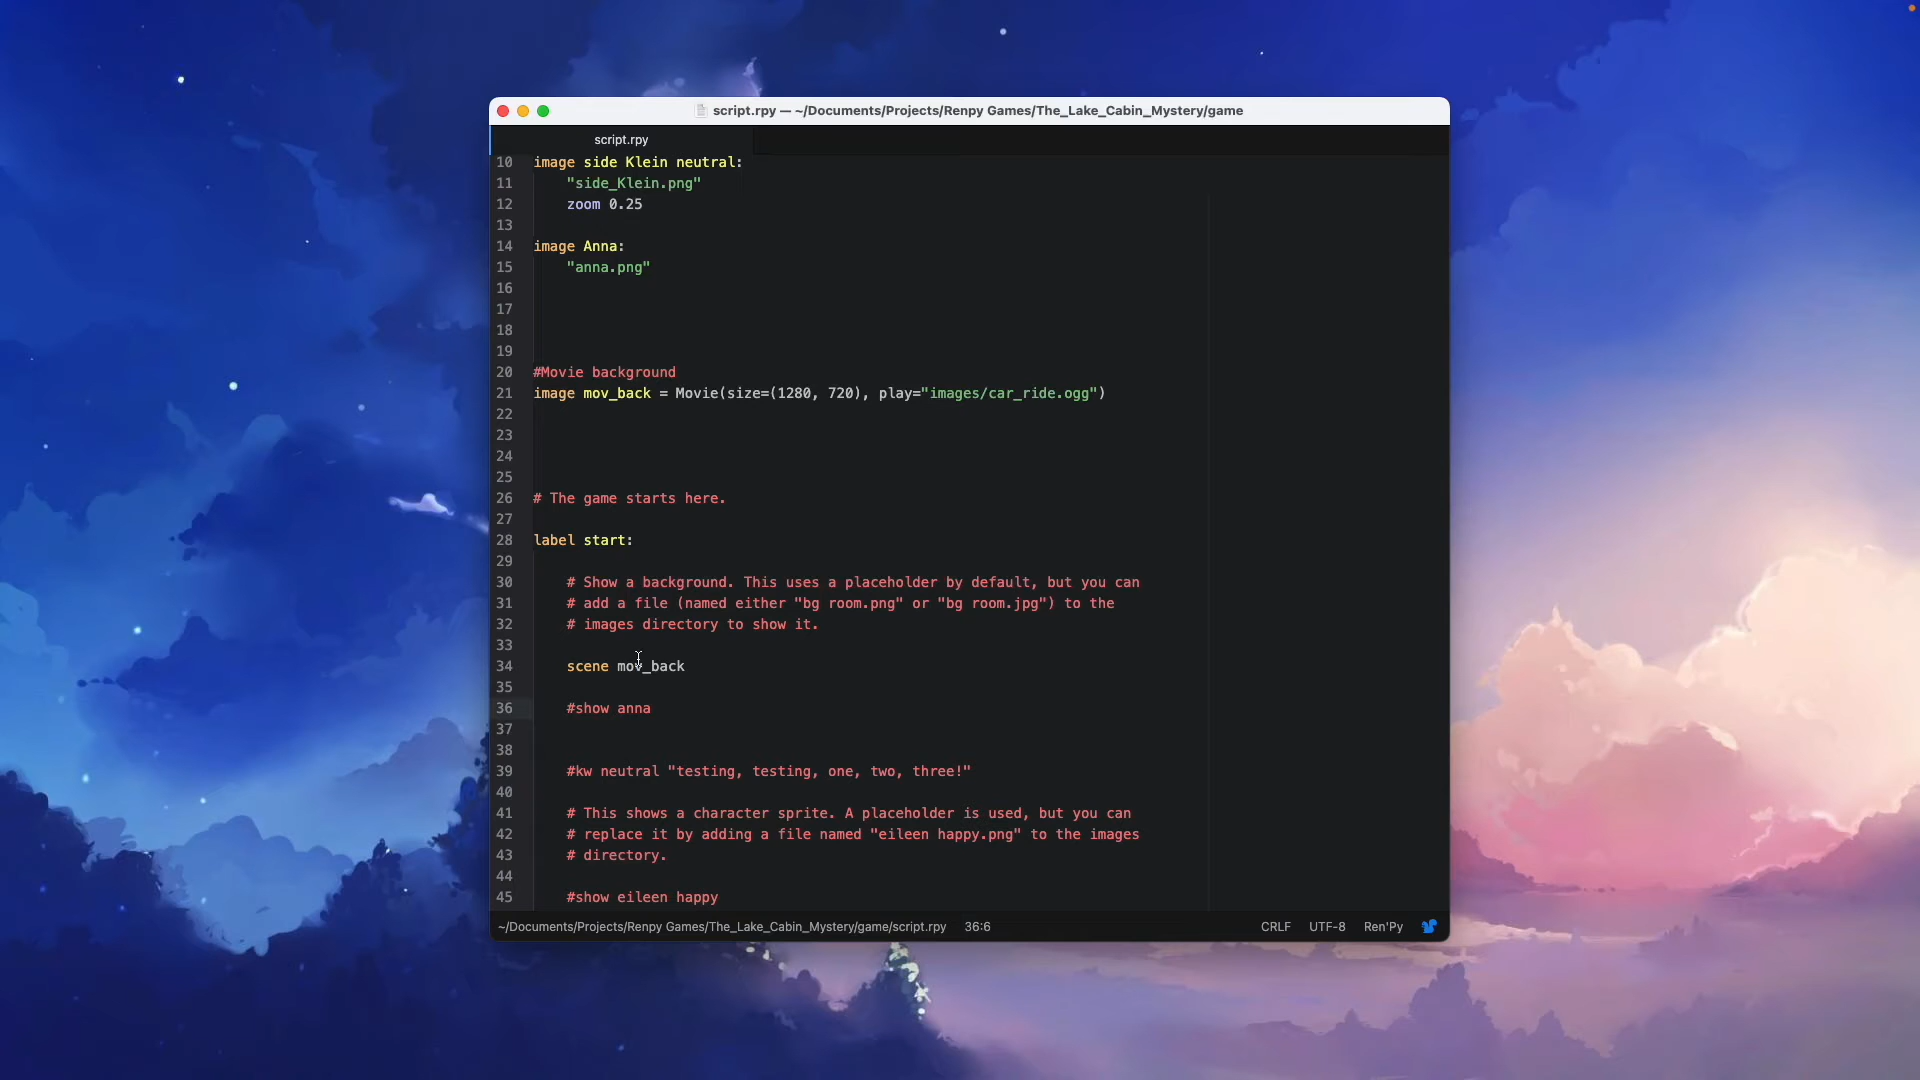 script.rpy — ~/Documents/Projects/Renpy Games/The_Lake_Cabin_Mystery/game
script.rpy
10 image side Klein neutral:
11 "side_Klein.png"
12 zoom 0.25
13
14 image Anna:
15 "anna.png"
16
17
18
19
20 #Movie background
21 image mov_back = Movie(size=(1280, 720), play="images/car_ride.ogg")
22
23
24
25
26 # The game starts here.
27
28 label start:
29
30 # Show a background. This uses a placeholder by default, but you can
31 # add a file (named either "bg room.png" or "bg room.jpg") to the
32 # images directory to show it.
33
34 scene mov_back
35
36 #show anna
37
38
39 #kw neutral "testing, testing, one, two, three!"
40
41 # This shows a character sprite. A placeholder is used, but you can
42 # replace it by adding a file named "eileen happy.png" to the images
43 # directory.
44
45 #show eileen happy
~/Documents/Projects/Renpy Games/The_Lake_Cabin_Mystery/game/script.rpy 36:6 CRLF UTF-8 Ren'Py